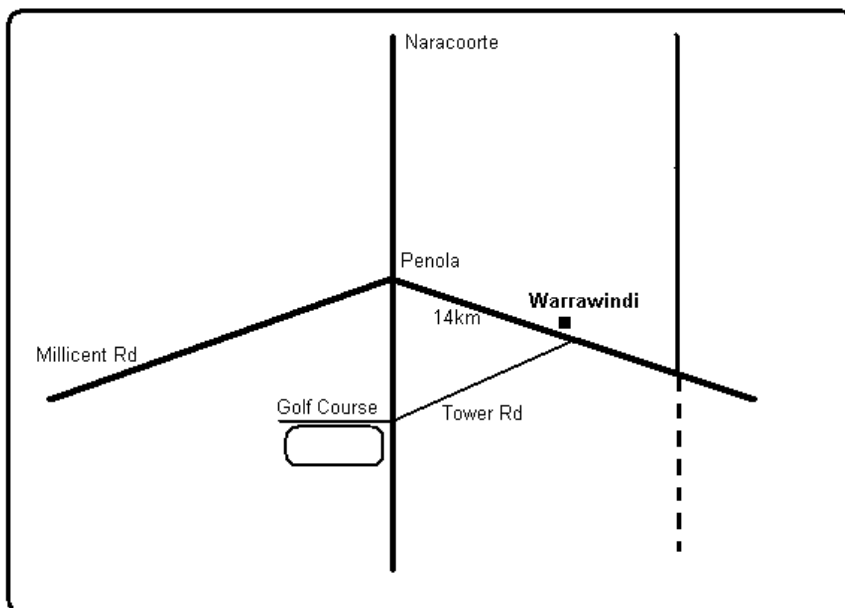 Naracoorte
Penola
Warrawindi
14km
Millicent Rd
Golf Course
Tower Rd